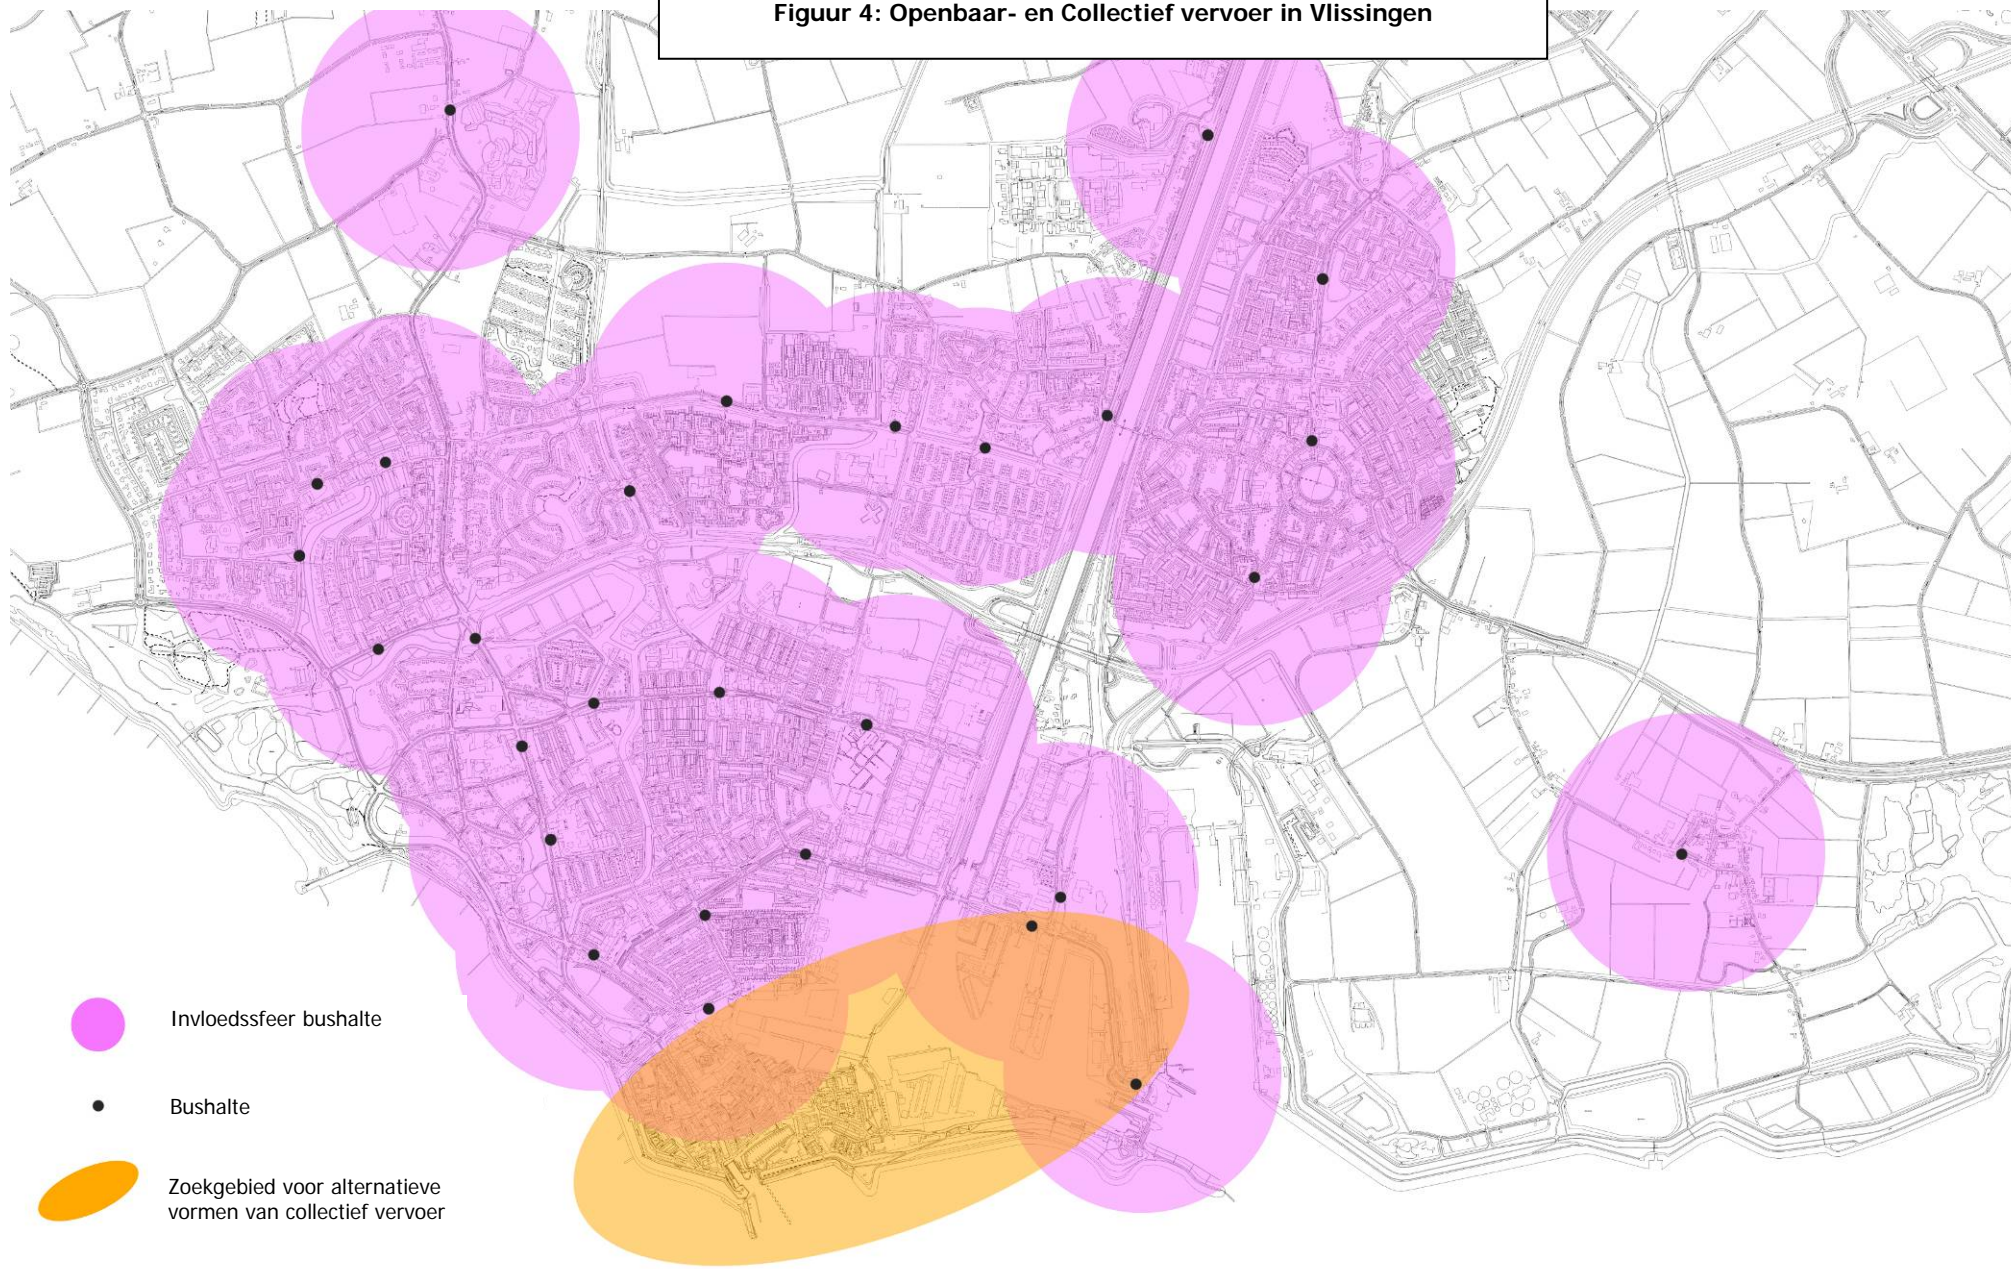 Figuur 4: Openbaar- en Collectief vervoer in Vlissingen
Invloedssfeer bushalte
Bushalte
Zoekgebied voor alternatieve
vormen van collectief vervoer